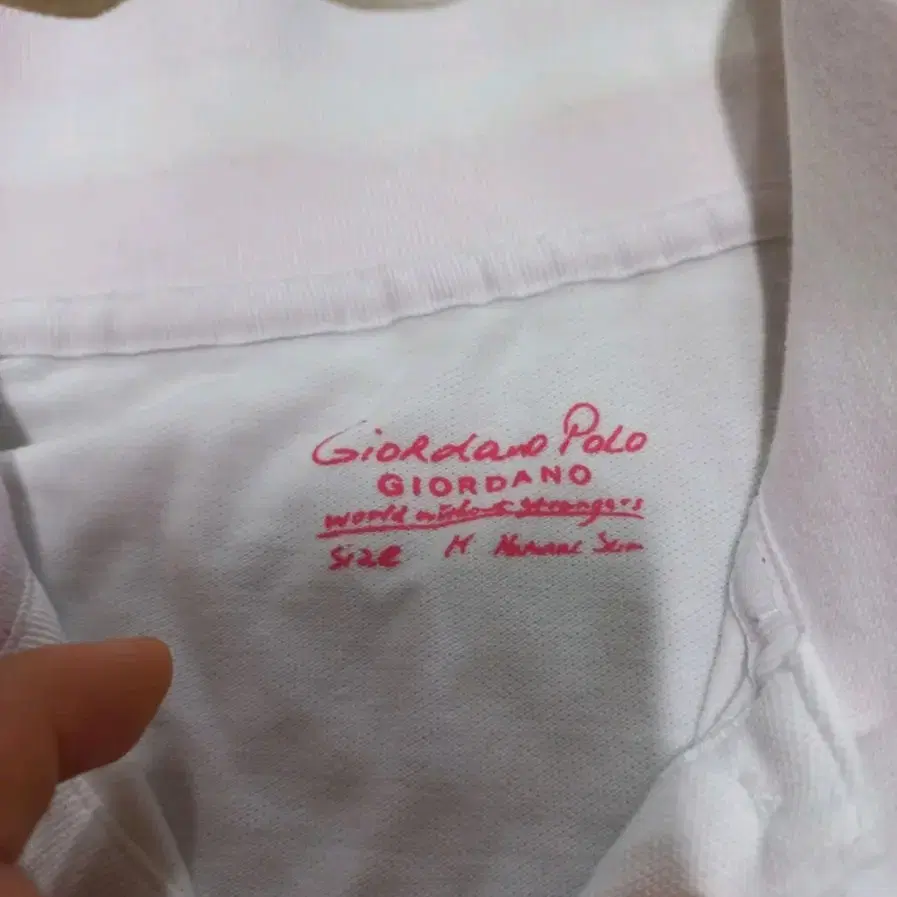 Giordano Polo
GIORDANO
World without strangers
Size M